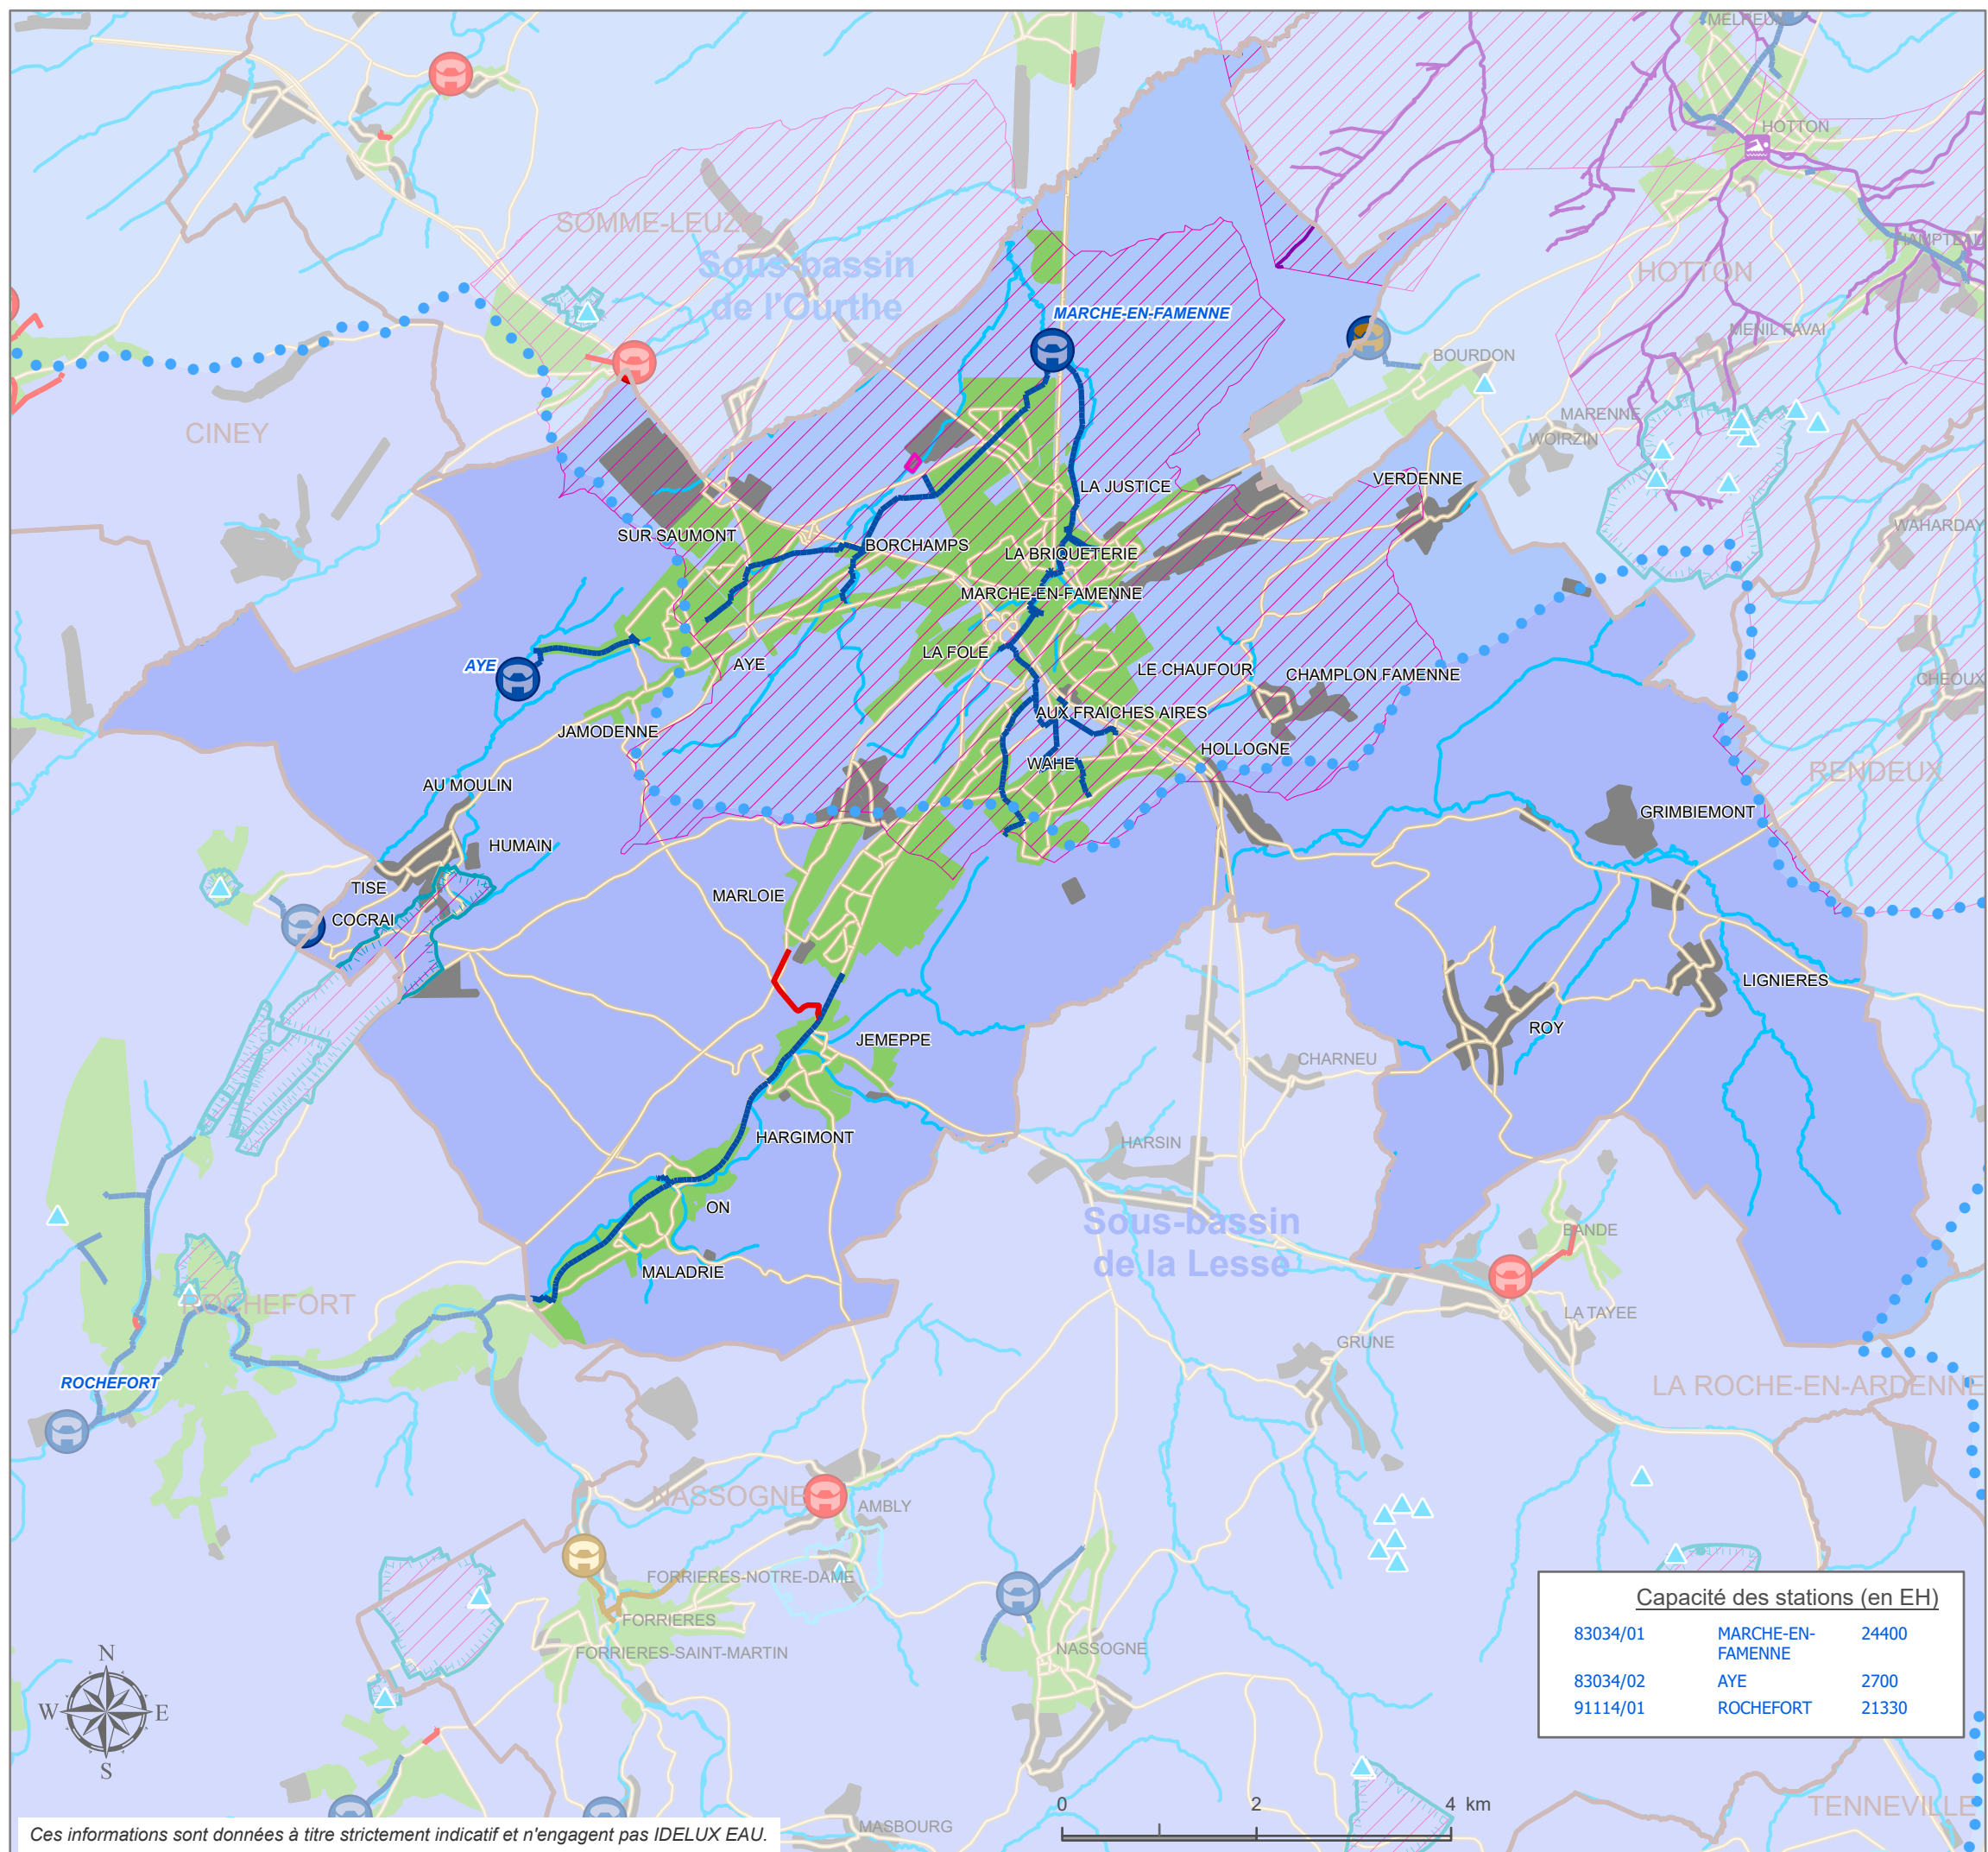 MELREUX
HOTTON
SOMME-LEUZE
HAMPTEAU
Sous-bassin
de l'Ourthe
HOTTON
MARCHE-EN-FAMENNE
MENIL FAVAI
BOURDON
CINEY
MARENNE
WOIRZIN
VERDENNE
LA JUSTICE
WAHARDAY
SUR SAUMONT
BORCHAMPS
LA BRIQUETERIE
MARCHE-EN-FAMENNE
LA FOLE
AYE
AYE
LE CHAUFOUR
CHAMPLON FAMENNE
CHEOUX
AUX FRAICHES AIRES
JAMODENNE
HOLLOGNE
WAHE
RENDEUX
AU MOULIN
GRIMBIEMONT
HUMAIN
TISE
MARLOIE
COCRAI
LIGNIERES
ROY
JEMEPPE
CHARNEU
HARGIMONT
HARSIN
ON
Sous-bassin
de la Lesse
BANDE
MALADRIE
ROCHEFORT
LA TAYEE
GRUNE
ROCHEFORT
LA ROCHE-EN-ARDENNE
NASSOGNE
AMBLY
FORRIERES-NOTRE-DAME
FORRIERES
FORRIERES-SAINT-MARTIN
NASSOGNE
Capacité des stations (en EH)
83034/01 MARCHE-EN- 24400
FAMENNE
83034/02 AYE 2700
91114/01 ROCHEFORT 21330
N
W E
S
0 2 4 km
TENNEVILLE
MASBOURG
Ces informations sont données à titre strictement indicatif et n'engagent pas IDELUX EAU.